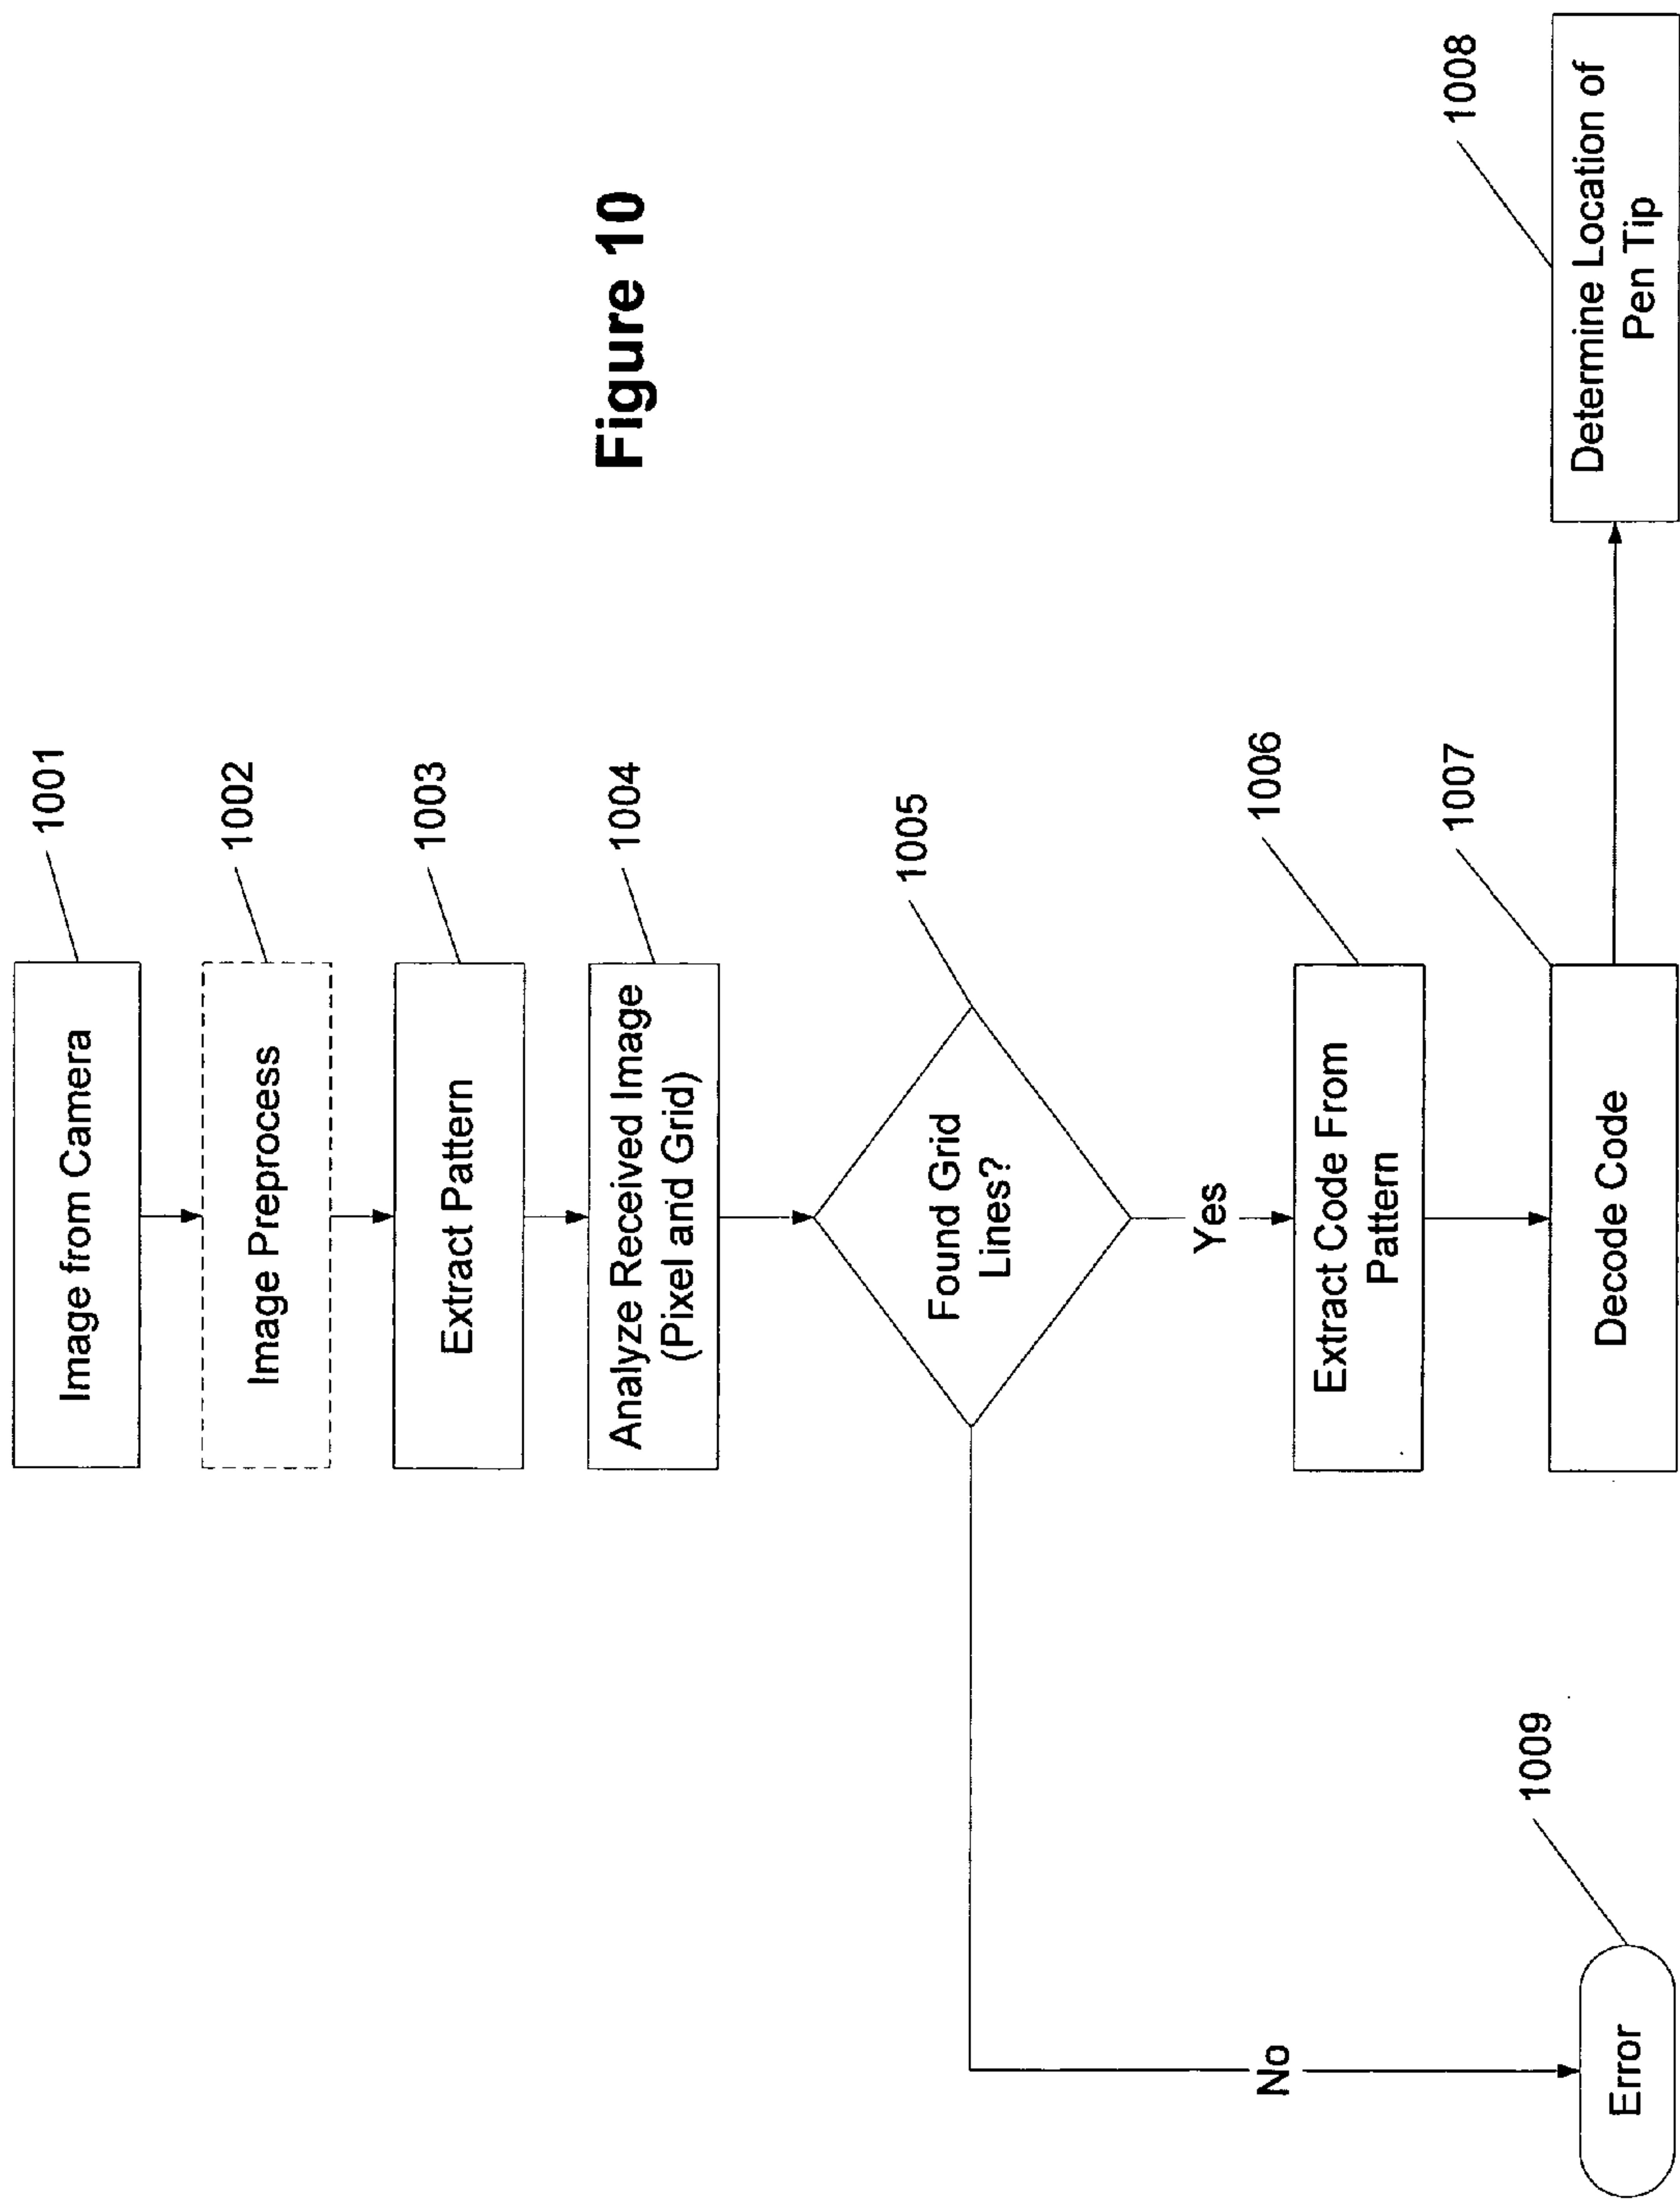 Figure 10
Image from Camera
1001
Image Preprocess
1002
Extract Pattern
1003
Analyze Received Image
(Pixel and Grid)
1004
Found Grid
Lines?
1005
Yes
No
Extract Code From
Pattern
1006
Decode Code
1007
Determine Location of
Pen Tip
1008
Error
1009